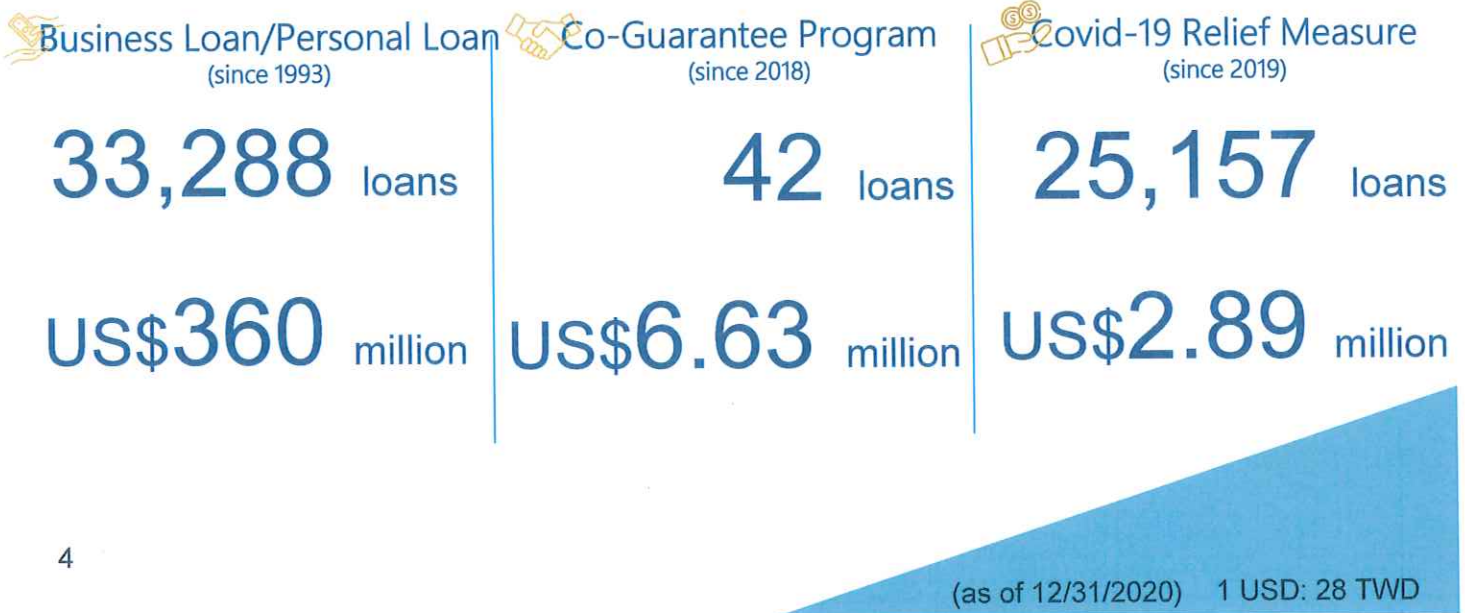 Business Loan/Personal Loan
(since 1993)
33,288 loans
US$360 million
Co-Guarantee Program
(since 2018)
42 loans
US$6.63 million
Covid-19 Relief Measure
(since 2019)
25,157 loans
US$2.89 million
4
(as of 12/31/2020) 1 USD: 28 TWD